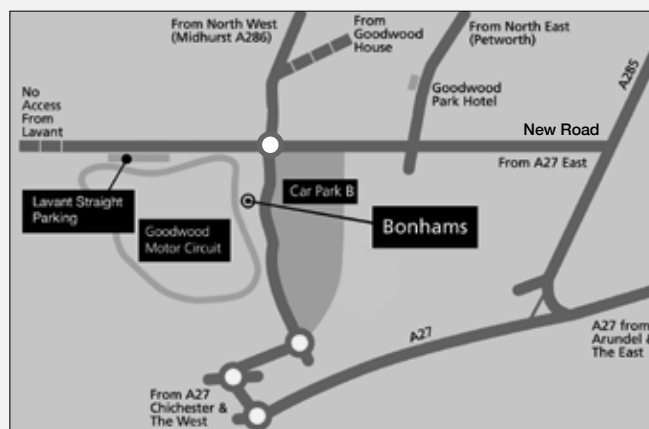 From North West
(Midhurst A286)
From
Goodwood
House
From North East
(Petworth)
A285
No
Access
From
Lavant
Goodwood
Park Hotel
New Road
From A27 East
Lavant Straight
Parking
Car Park B
Goodwood
Motor Circuit
Bonhams
A27
A27 from
Arundel &
The East
From A27
Chichester &
The West